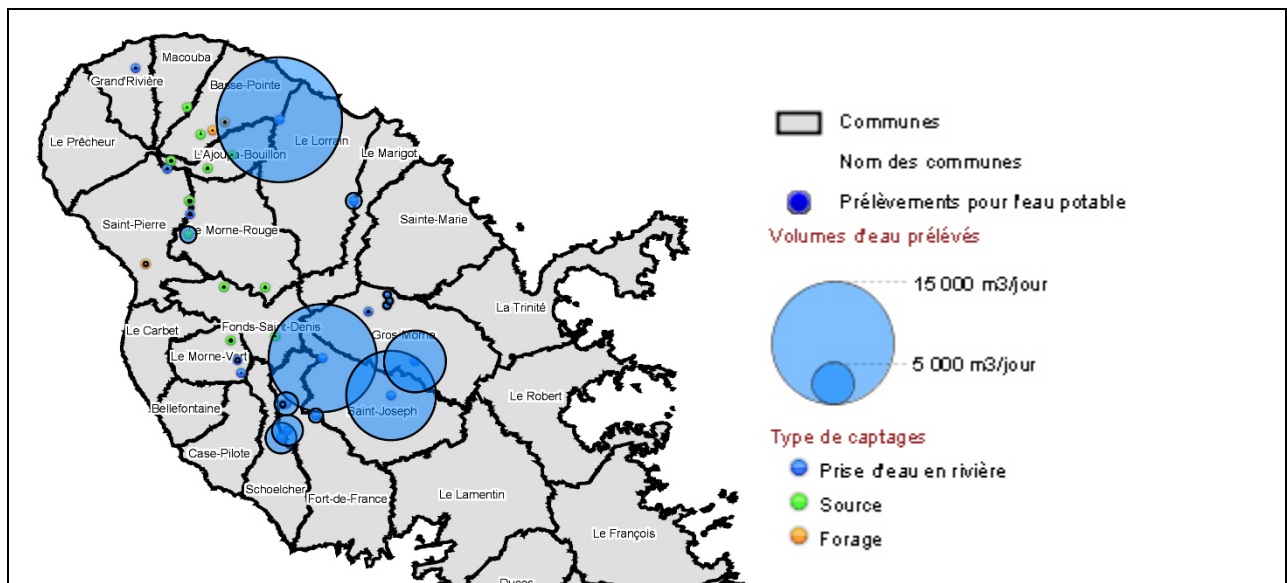 Macouba
Grand'Rivière
Basse-Pointe
Le Prêcheur
Le Lorrain
L'Ajoupa-Bouillon
Le Marigot
Saint-Pierre
Sainte-Marie
Le Morne-Rouge
La Trinité
Le Carbet
Fonds-Saint-Denis
Gros-Morne
Le Morne-Vert
Le Robert
Bellefontaine
Saint-Joseph
Case-Pilote
Schoelcher
Fort-de-France
Le Lamentin
Le François
Ducos
Communes
Nom des communes
Prélèvements pour l'eau potable
Volumes d'eau prélévés
15 000 m3/jour
5 000 m3/jour
Type de captages
Prise d'eau en rivière
Source
Forage